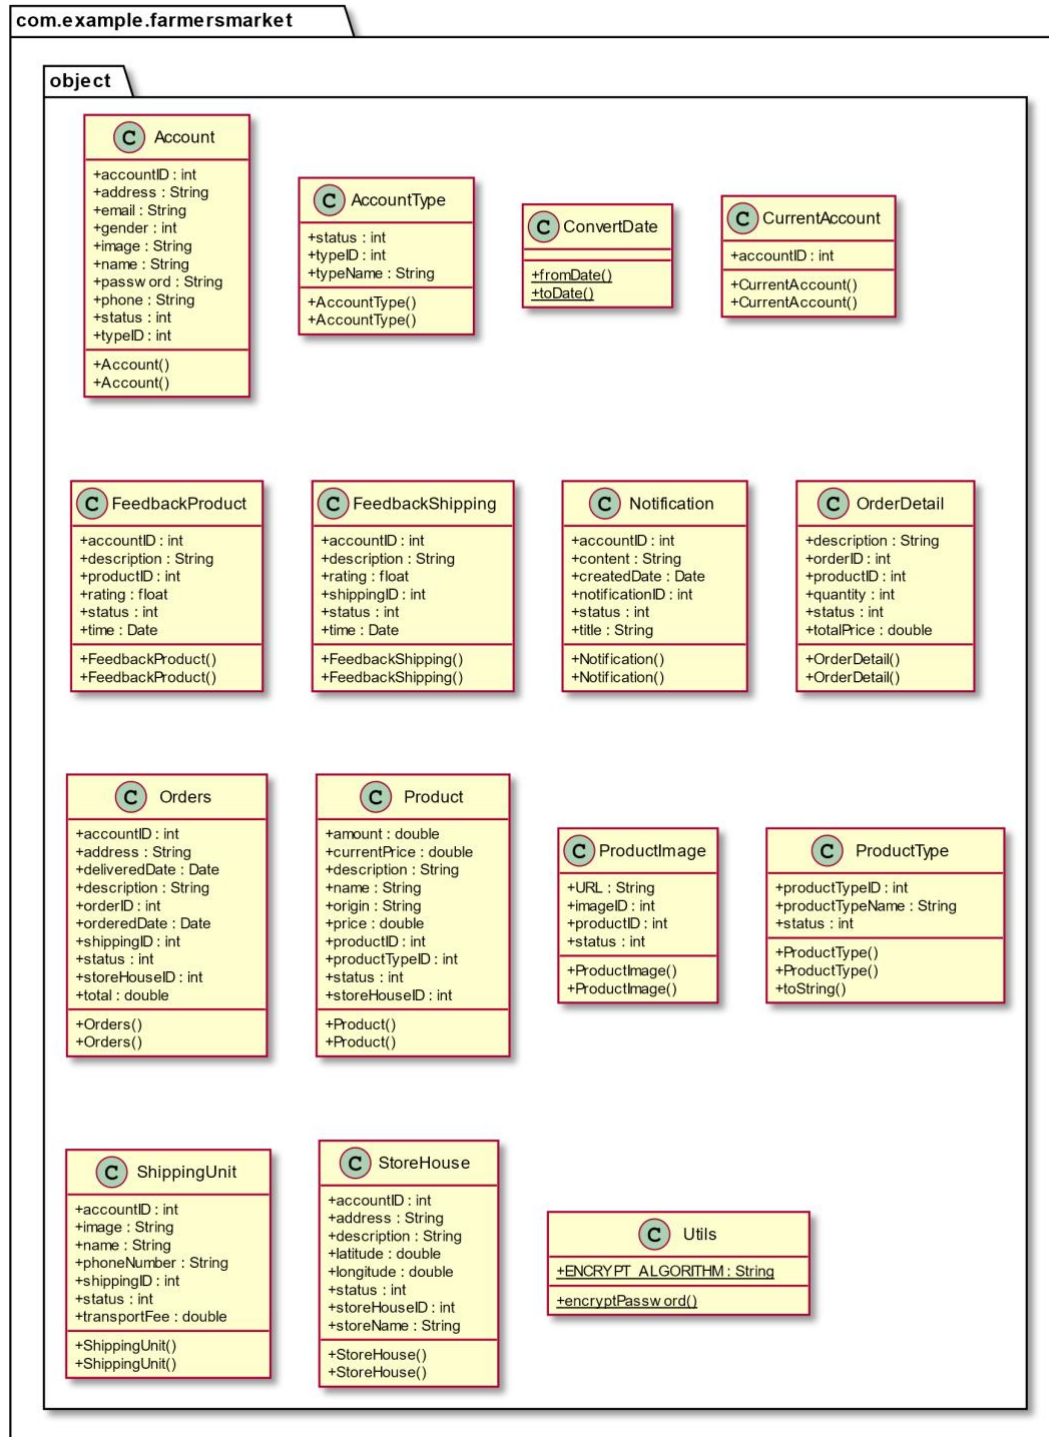 com.example.farmersmarket
object
C Account
+accountID : int
+address : String
+email : String
+gender : int
+image : String
+name : String
+password : String
+phone : String
+status : int
+typeID : int
+Account()
+Account()
C AccountType
+status : int
+typeID : int
+typeName : String
+AccountType()
+AccountType()
C ConvertDate
+fromDate()
+toDate()
C CurrentAccount
+accountID : int
+CurrentAccount()
+CurrentAccount()
C FeedbackProduct
+accountID : int
+description : String
+productID : int
+rating : float
+status : int
+time : Date
+FeedbackProduct()
+FeedbackProduct()
C FeedbackShipping
+accountID : int
+description : String
+rating : float
+shippingID : int
+status : int
+time : Date
+FeedbackShipping()
+FeedbackShipping()
C Notification
+accountID : int
+content : String
+createdDate : Date
+notificationID : int
+status : int
+title : String
+Notification()
+Notification()
C OrderDetail
+description : String
+orderID : int
+productID : int
+quantity : int
+status : int
+totalPrice : double
+OrderDetail()
+OrderDetail()
C Orders
+accountID : int
+address : String
+deliveredDate : Date
+description : String
+orderID : int
+orderedDate : Date
+shippingID : int
+status : int
+storeHouseID : int
+total : double
+Orders()
+Orders()
C Product
+amount : double
+currentPrice : double
+description : String
+name : String
+origin : String
+price : double
+productID : int
+productTypeID : int
+status : int
+storeHouseID : int
+Product()
+Product()
C ProductImage
+URL : String
+imageID : int
+productID : int
+status : int
+ProductImage()
+ProductImage()
C ProductType
+productTypeID : int
+productTypeName : String
+status : int
+ProductType()
+ProductType()
+toString()
C ShippingUnit
+accountID : int
+image : String
+name : String
+phoneNumber : String
+shippingID : int
+status : int
+transportFee : double
+ShippingUnit()
+ShippingUnit()
C StoreHouse
+accountID : int
+address : String
+description : String
+latitude : double
+longitude : double
+status : int
+storeHouseID : int
+storeName : String
+StoreHouse()
+StoreHouse()
C Utils
+ENCRYPT_ALGORITHM : String
+encryptPassword()